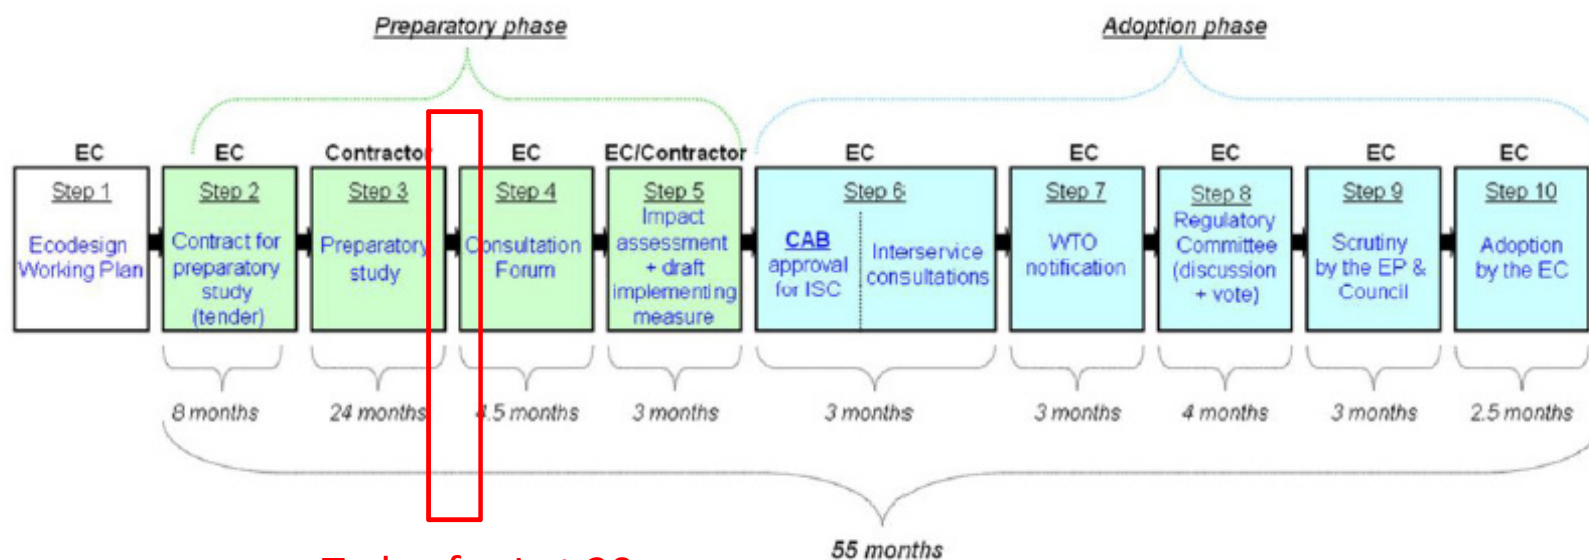 Preparatory phase
Adoption phase
EC
EC
Contractor
EC
EC/Contractor
EC
EC
EC
EC
EC
Step 1
Ecodesign
Working Plan
Step 2
Contract for
preparatory
study
(tender)
Step 3
Preparatory
study
Step 4
Consultation
Forum
Step 5
Impact
assessment
+ draft
implementing
measure
Step 6
CAB
approval
for ISC
Interservice
consultations
Step 7
WTO
notification
Step 8
Regulatory
Committee
(discussion
+ vote)
Step 9
Scrutiny
by the EP &
Council
Step 10
Adoption
by the EC
8 months
24 months
4.5 months
3 months
3 months
3 months
4 months
3 months
2.5 months
55 months